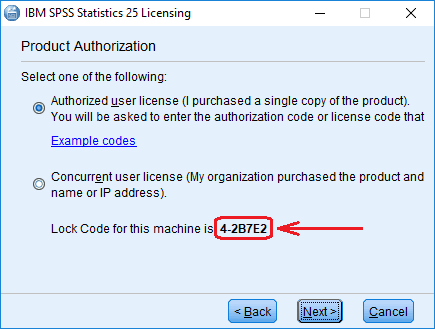 IBM SPSS Statistics 25 Licensing
Product Authorization
Select one of the following:
Authorized user license (I purchased a single copy of the product).
You will be asked to enter the authorization code or license code that
Example codes
Concurrent user license (My organization purchased the product and
name or IP address).
Lock Code for this machine is 4-2B7E2
< Back Next > Cancel